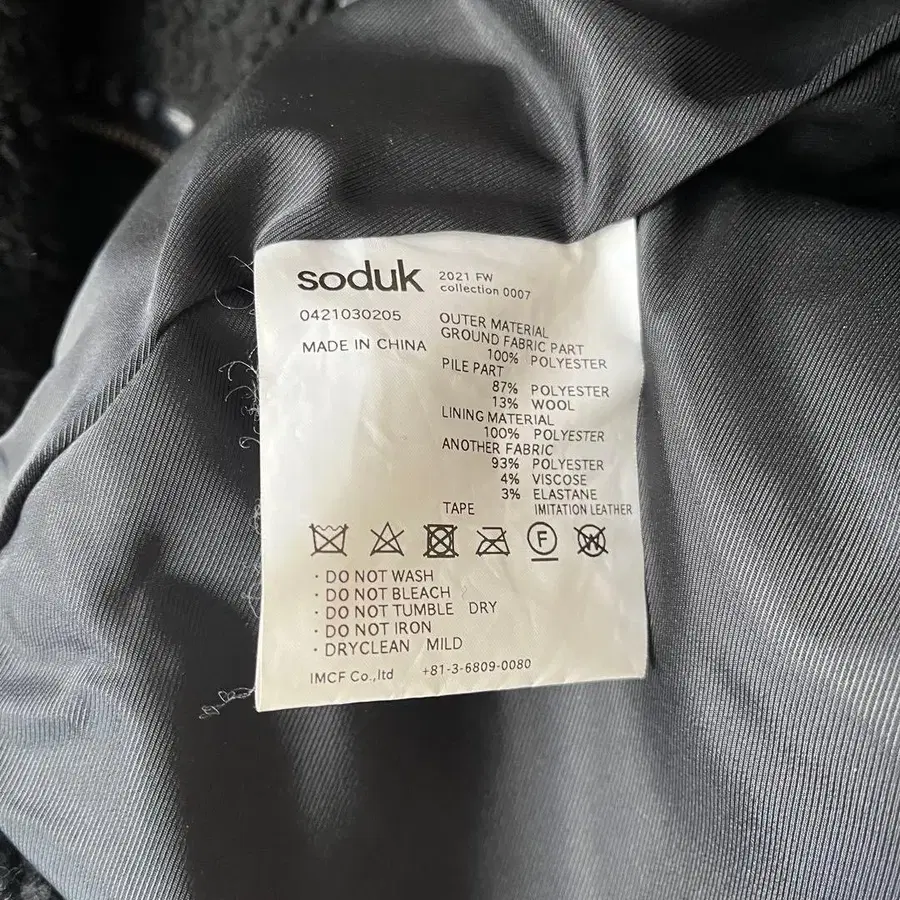 soduk 2021 FW
collection 0007
0421030205
MADE IN CHINA
OUTER MATERIAL
GROUND FABRIC PART
100% POLYESTER
PILE PART
87% POLYESTER
13% WOOL
LINING MATERIAL
100% POLYESTER
ANOTHER FABRIC
93% POLYESTER
4% VISCOSE
3% ELASTANE
TAPE IMITATION LEATHER
F W
· DO NOT WASH
· DO NOT BLEACH
· DO NOT TUMBLE DRY
· DO NOT IRON
· DRYCLEAN MILD
IMCF Co.,ltd +81-3-6809-0080